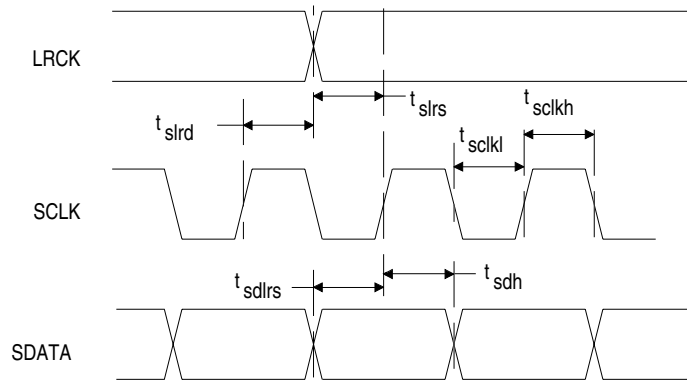 LRCK
t slrs
t sclkh
t slrd
t sclkl
SCLK
t sdlrs
t sdh
SDATA